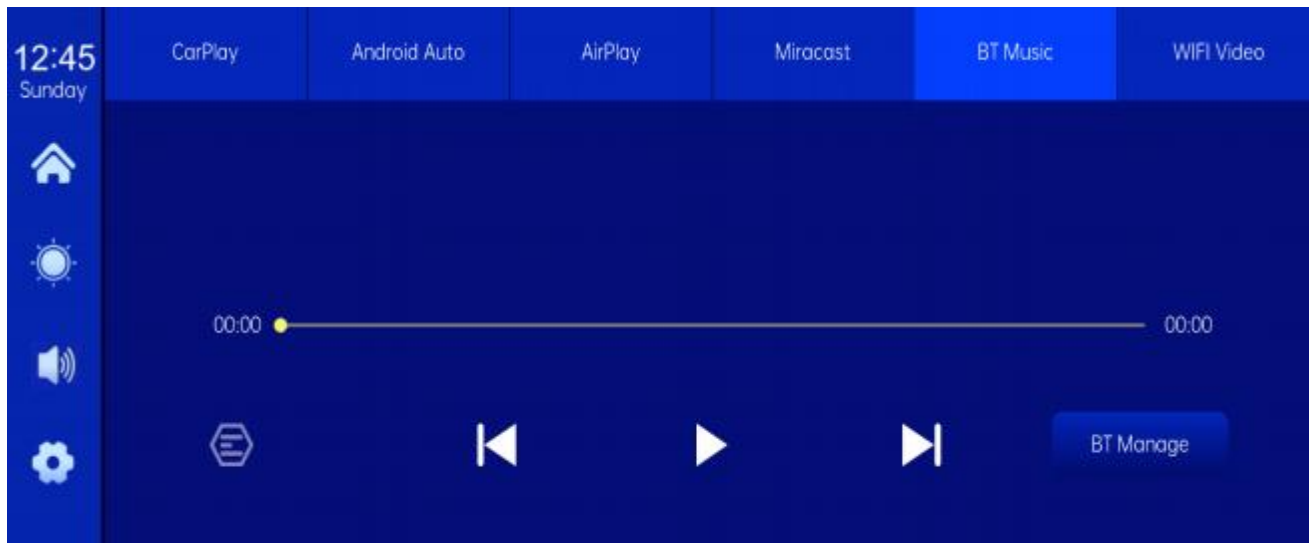 12:45
Sunday
CarPlay
Android Auto
AirPlay
Miracast
BT Music
WIFI Video
00:00
00:00
BT Manage